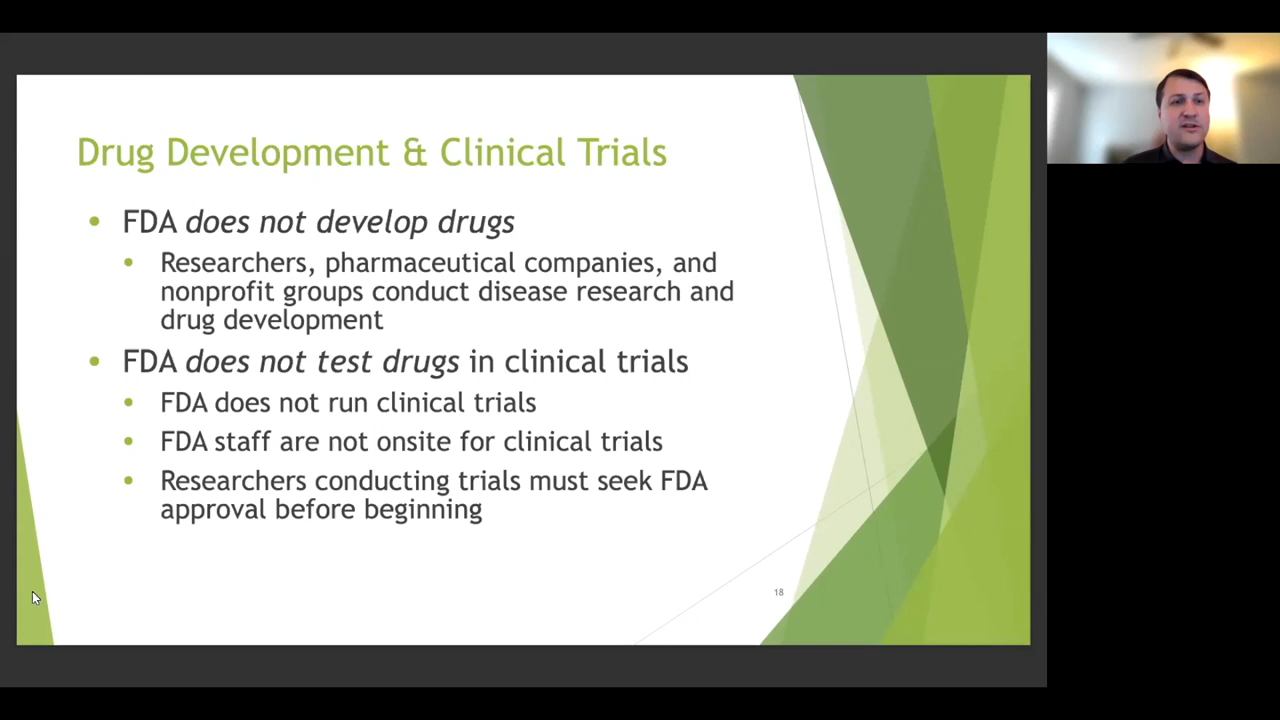 Drug Development & Clinical Trials
• FDA does not develop drugs
• Researchers, pharmaceutical companies, and
nonprofit groups conduct disease research and
drug development
• FDA does not test drugs in clinical trials
• FDA does not run clinical trials
• FDA staff are not onsite for clinical trials
• Researchers conducting trials must seek FDA
approval before beginning
18